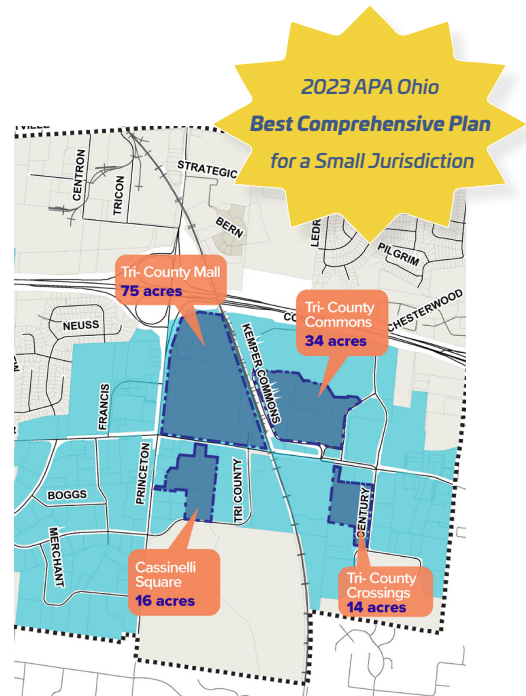 2023 APA Ohio
Best Comprehensive Plan
for a Small Jurisdiction
STRATEGIC
CENTRON
TRICON
BERN
PILGRIM
Tri- County Mall
75 acres
Tri- County
Commons
34 acres
CHESTERWOOD
NEUSS
KEMPER COMMONS
FRANCIS
PRINCETON
TRI COUNTY
BOGGS
CENTURY
MERCHANT
Cassinelli
Square
16 acres
Tri- County
Crossings
14 acres